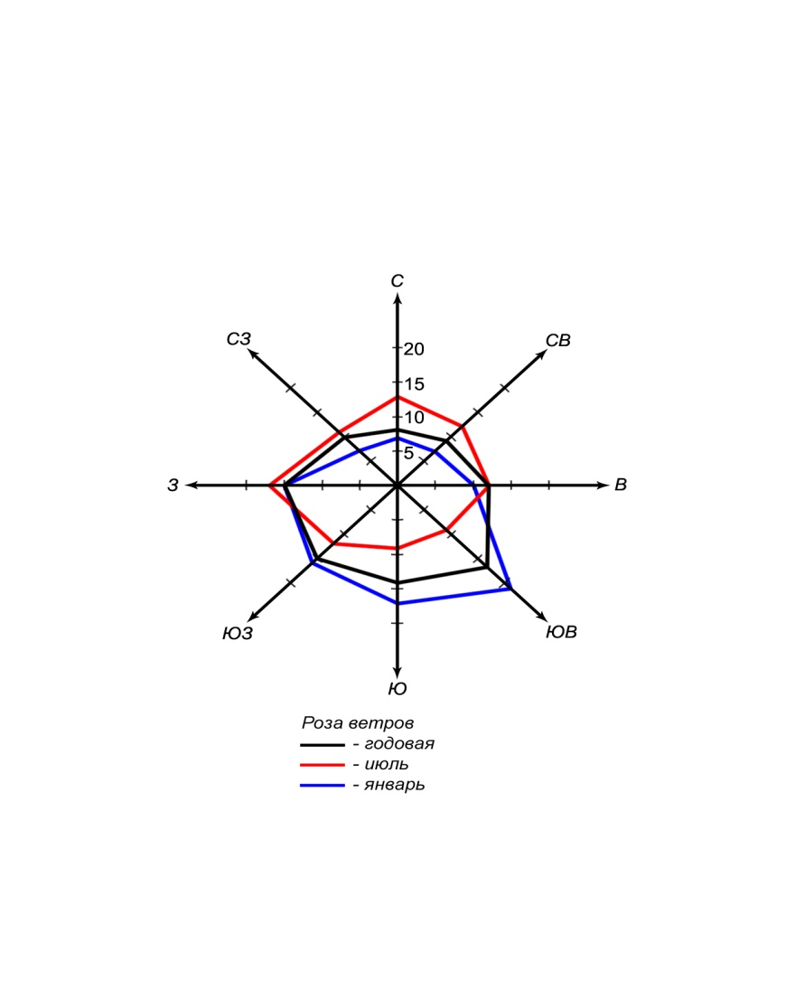 С
СЗ
СВ
20
15
10
5
З
В
ЮЗ
ЮВ
Ю
Роза ветров
- годовая
- июль
- январь